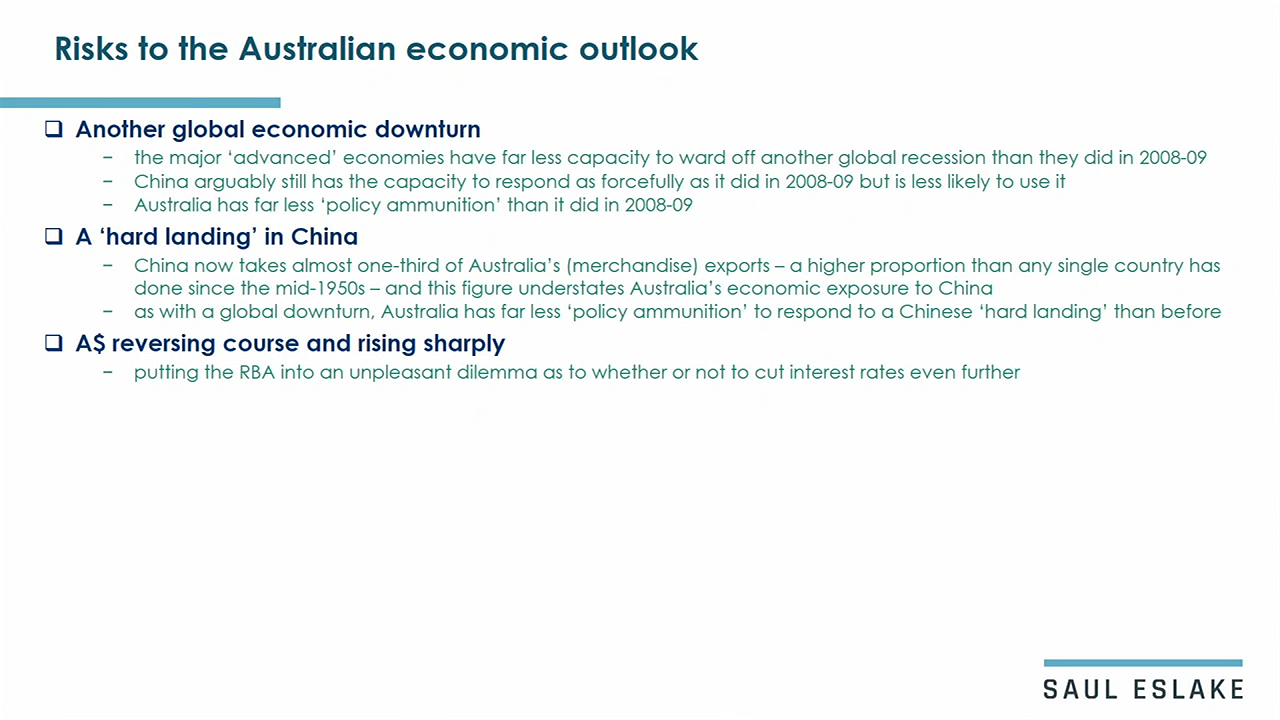 Risks to the Australian economic outlook
❑ Another global economic downturn
− the major ‘advanced’ economies have far less capacity to ward off another global recession than they did in 2008-09
− China arguably still has the capacity to respond as forcefully as it did in 2008-09 but is less likely to use it
− Australia has far less ‘policy ammunition’ than it did in 2008-09
❑ A ‘hard landing’ in China
− China now takes almost one-third of Australia’s (merchandise) exports – a higher proportion than any single country has
done since the mid-1950s – and this figure understates Australia’s economic exposure to China
− as with a global downturn, Australia has far less ‘policy ammunition’ to respond to a Chinese ‘hard landing’ than before
❑ A$ reversing course and rising sharply
− putting the RBA into an unpleasant dilemma as to whether or not to cut interest rates even further
SAUL ESLAKE